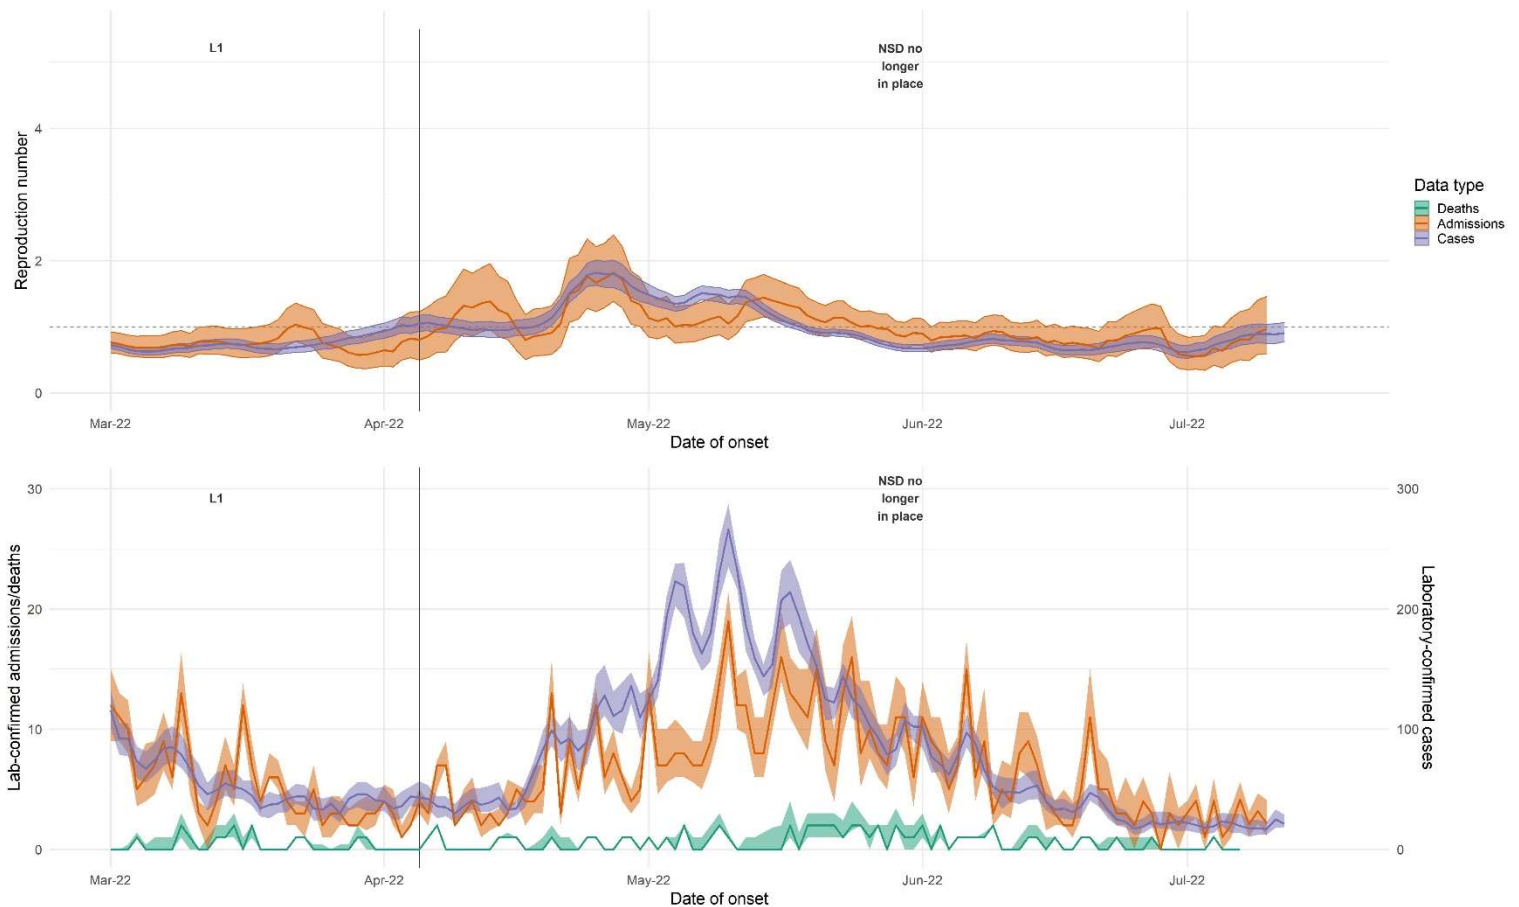 L1
NSD no
longer
in place
4
2
1
0
Reproduction number
Mar-22
Apr-22
May-22
Jun-22
Jul-22
Date of onset
Data type
Deaths
Admissions
Cases
L1
NSD no
longer
in place
30
20
10
0
Lab-confirmed admissions/deaths
300
200
100
0
Laboratory-confirmed cases
Mar-22
Apr-22
May-22
Jun-22
Jul-22
Date of onset